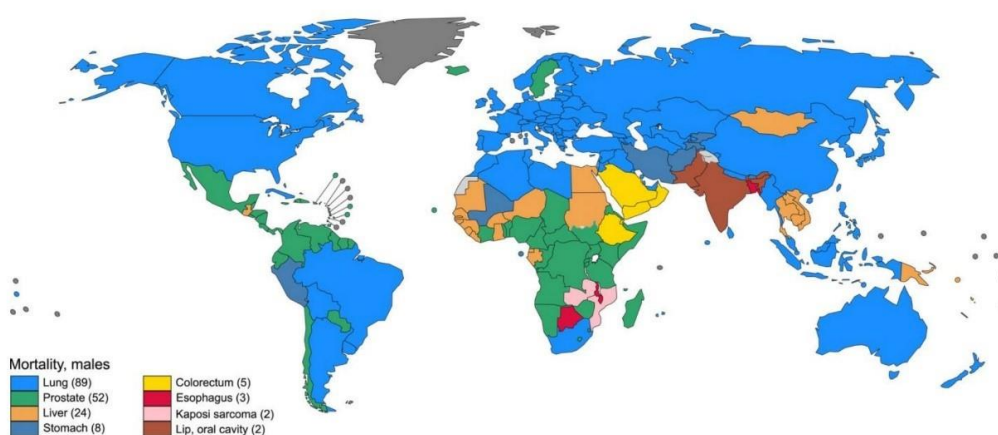 Mortality, males
Lung (89)
Prostate (52)
Liver (24)
Stomach (8)
Colorectum (5)
Esophagus (3)
Kaposi sarcoma (2)
Lip, oral cavity (2)